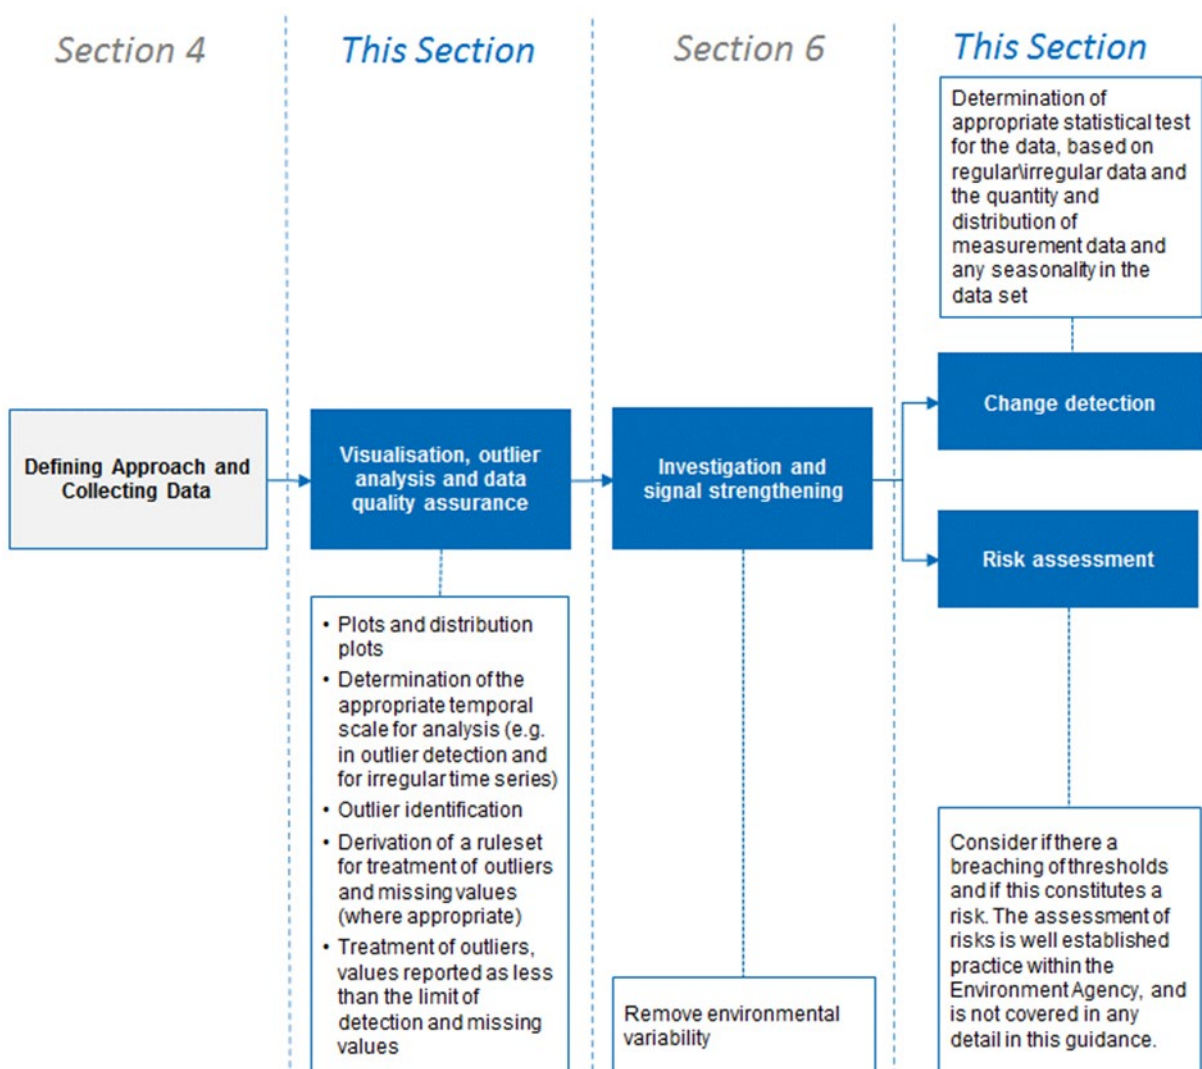 Section 4
This Section
Section 6
This Section
Determination of
appropriate statistical test
for the data, based on
regular\irregular data and
the quantity and
distribution of
measurement data and
any seasonality in the
data set
Change detection
Defining Approach and
Collecting Data
Visualisation, outlier
analysis and data
quality assurance
Investigation and
signal strengthening
Risk assessment
• Plots and distribution
plots
• Determination of the
appropriate temporal
scale for analysis (e.g.
in outlier detection and
for irregular time series)
• Outlier identification
• Derivation of a ruleset
for treatment of outliers
and missing values
(where appropriate)
• Treatment of outliers,
values reported as less
than the limit of
detection and missing
values
Remove environmental
variability
Consider if there a
breaching of thresholds
and if this constitutes a
risk. The assessment of
risks is well established
practice within the
Environment Agency, and
is not covered in any
detail in this guidance.